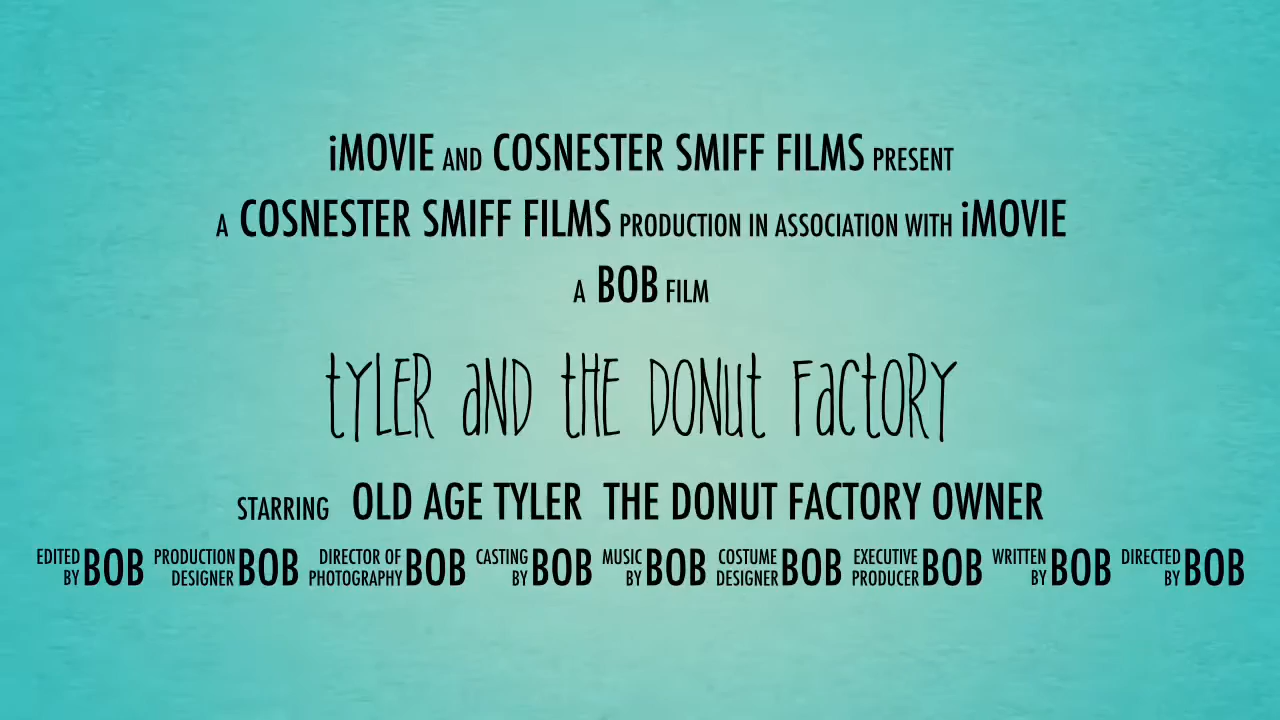 iMOVIE AND COSNESTER SMIFF FILMS PRESENT
A COSNESTER SMIFF FILMS PRODUCTION IN ASSOCIATION WITH iMOVIE
A BOB FILM
tyLER aND tHE DONut FactORY
STARRING OLD AGE TYLER THE DONUT FACTORY OWNER
EDITED BY BOB PRODUCTION DESIGNER BOB DIRECTOR OF PHOTOGRAPHY BOB CASTING BY BOB MUSIC BY BOB COSTUME DESIGNER BOB EXECUTIVE PRODUCER BOB WRITTEN BY BOB DIRECTED BY BOB